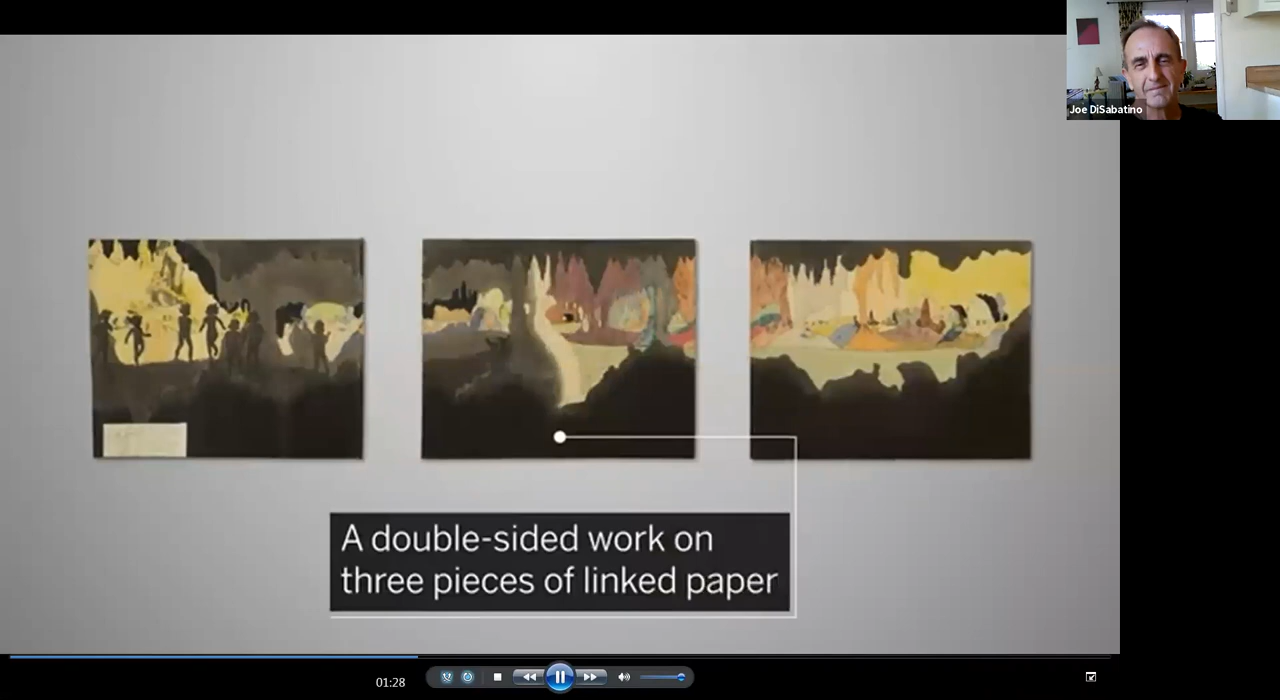 Joe DiSabatino
A double-sided work on
three pieces of linked paper
01:28